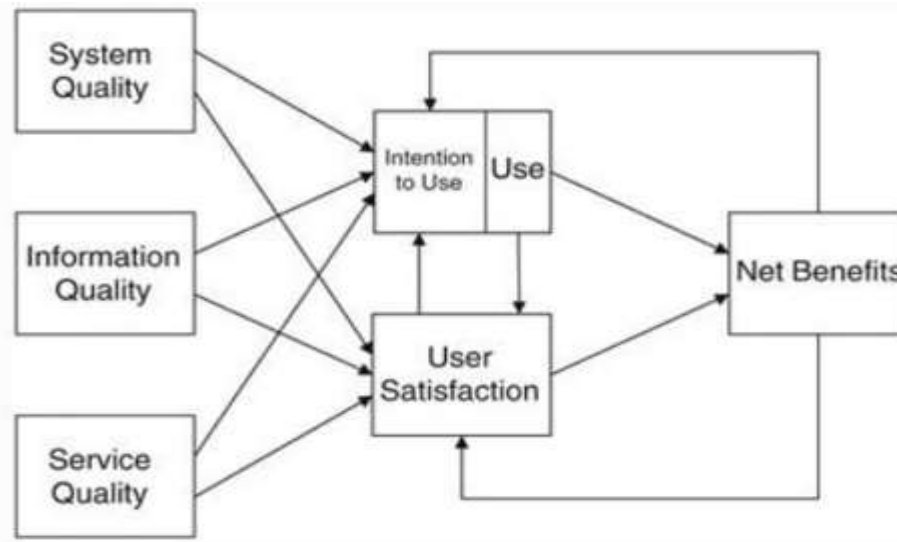 System
Quality
Intention
to Use
Use
Information
Quality
Net Benefits
User
Satisfaction
Service
Quality